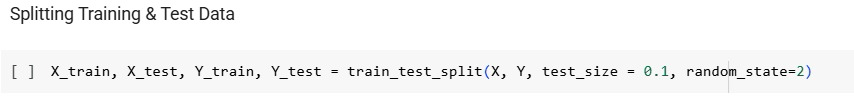 Splitting Training & Test Data
[ ] X_train, X_test, Y_train, Y_test = train_test_split(X, Y, test_size = 0.1, random_state=2)